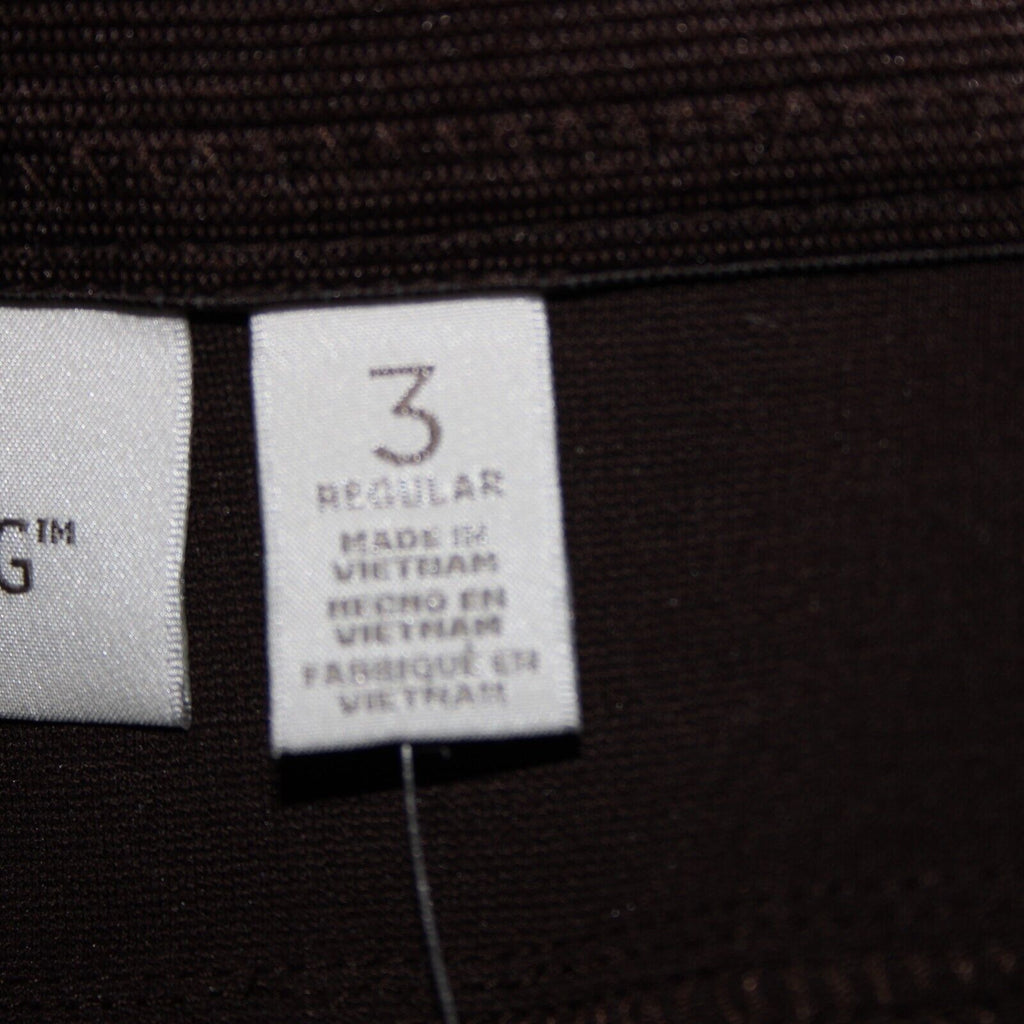 G™
3
REGULAR
MADE IN
VIETNAM
HECHO EN
VIETNAM
FABRIQUÉ EN
VIETNAM